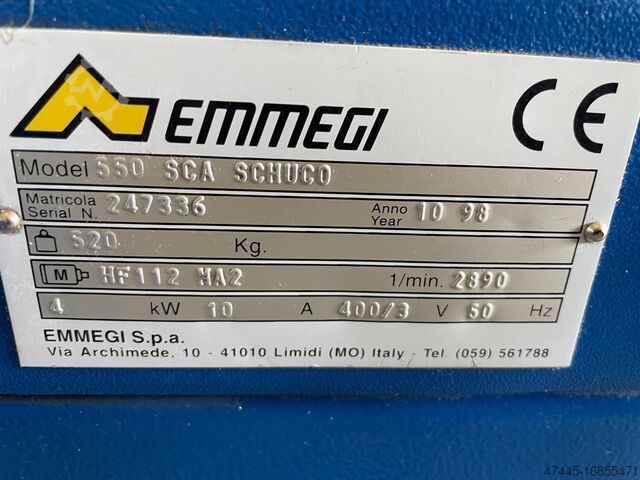 EMMEGI CE
Model 550 SCA SCHUCO
Matricola
Serial N. 247336 Anno
Year 10 98
520 Kg.
M HF112 MA2 1/min. 2890
4 kW 10 A 400/3 V 50 Hz
EMMEGI S.p.a.
Via Archimede, 10 - 41010 Limidi (MO) Italy - Tel. (059) 561788
47445-16855471